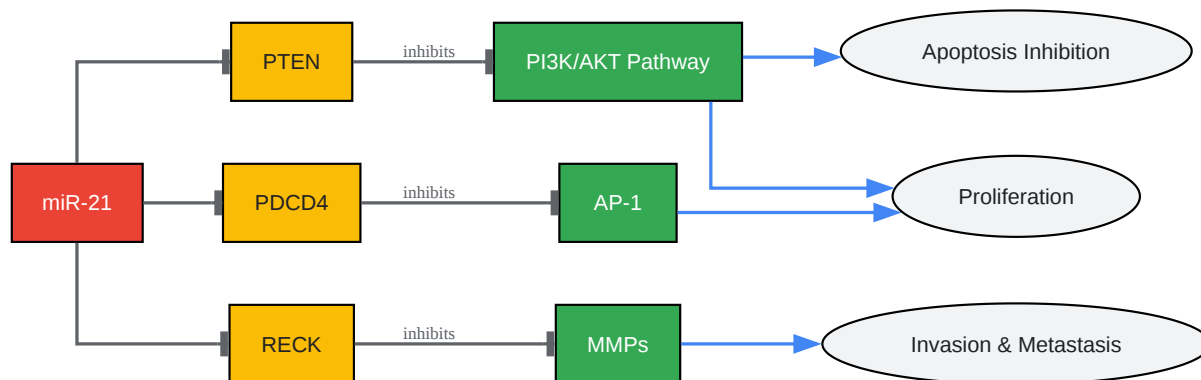 PTEN
inhibits
PI3K/AKT Pathway
Apoptosis Inhibition
miR-21
PDCD4
inhibits
AP-1
Proliferation
RECK
inhibits
MMPs
Invasion & Metastasis